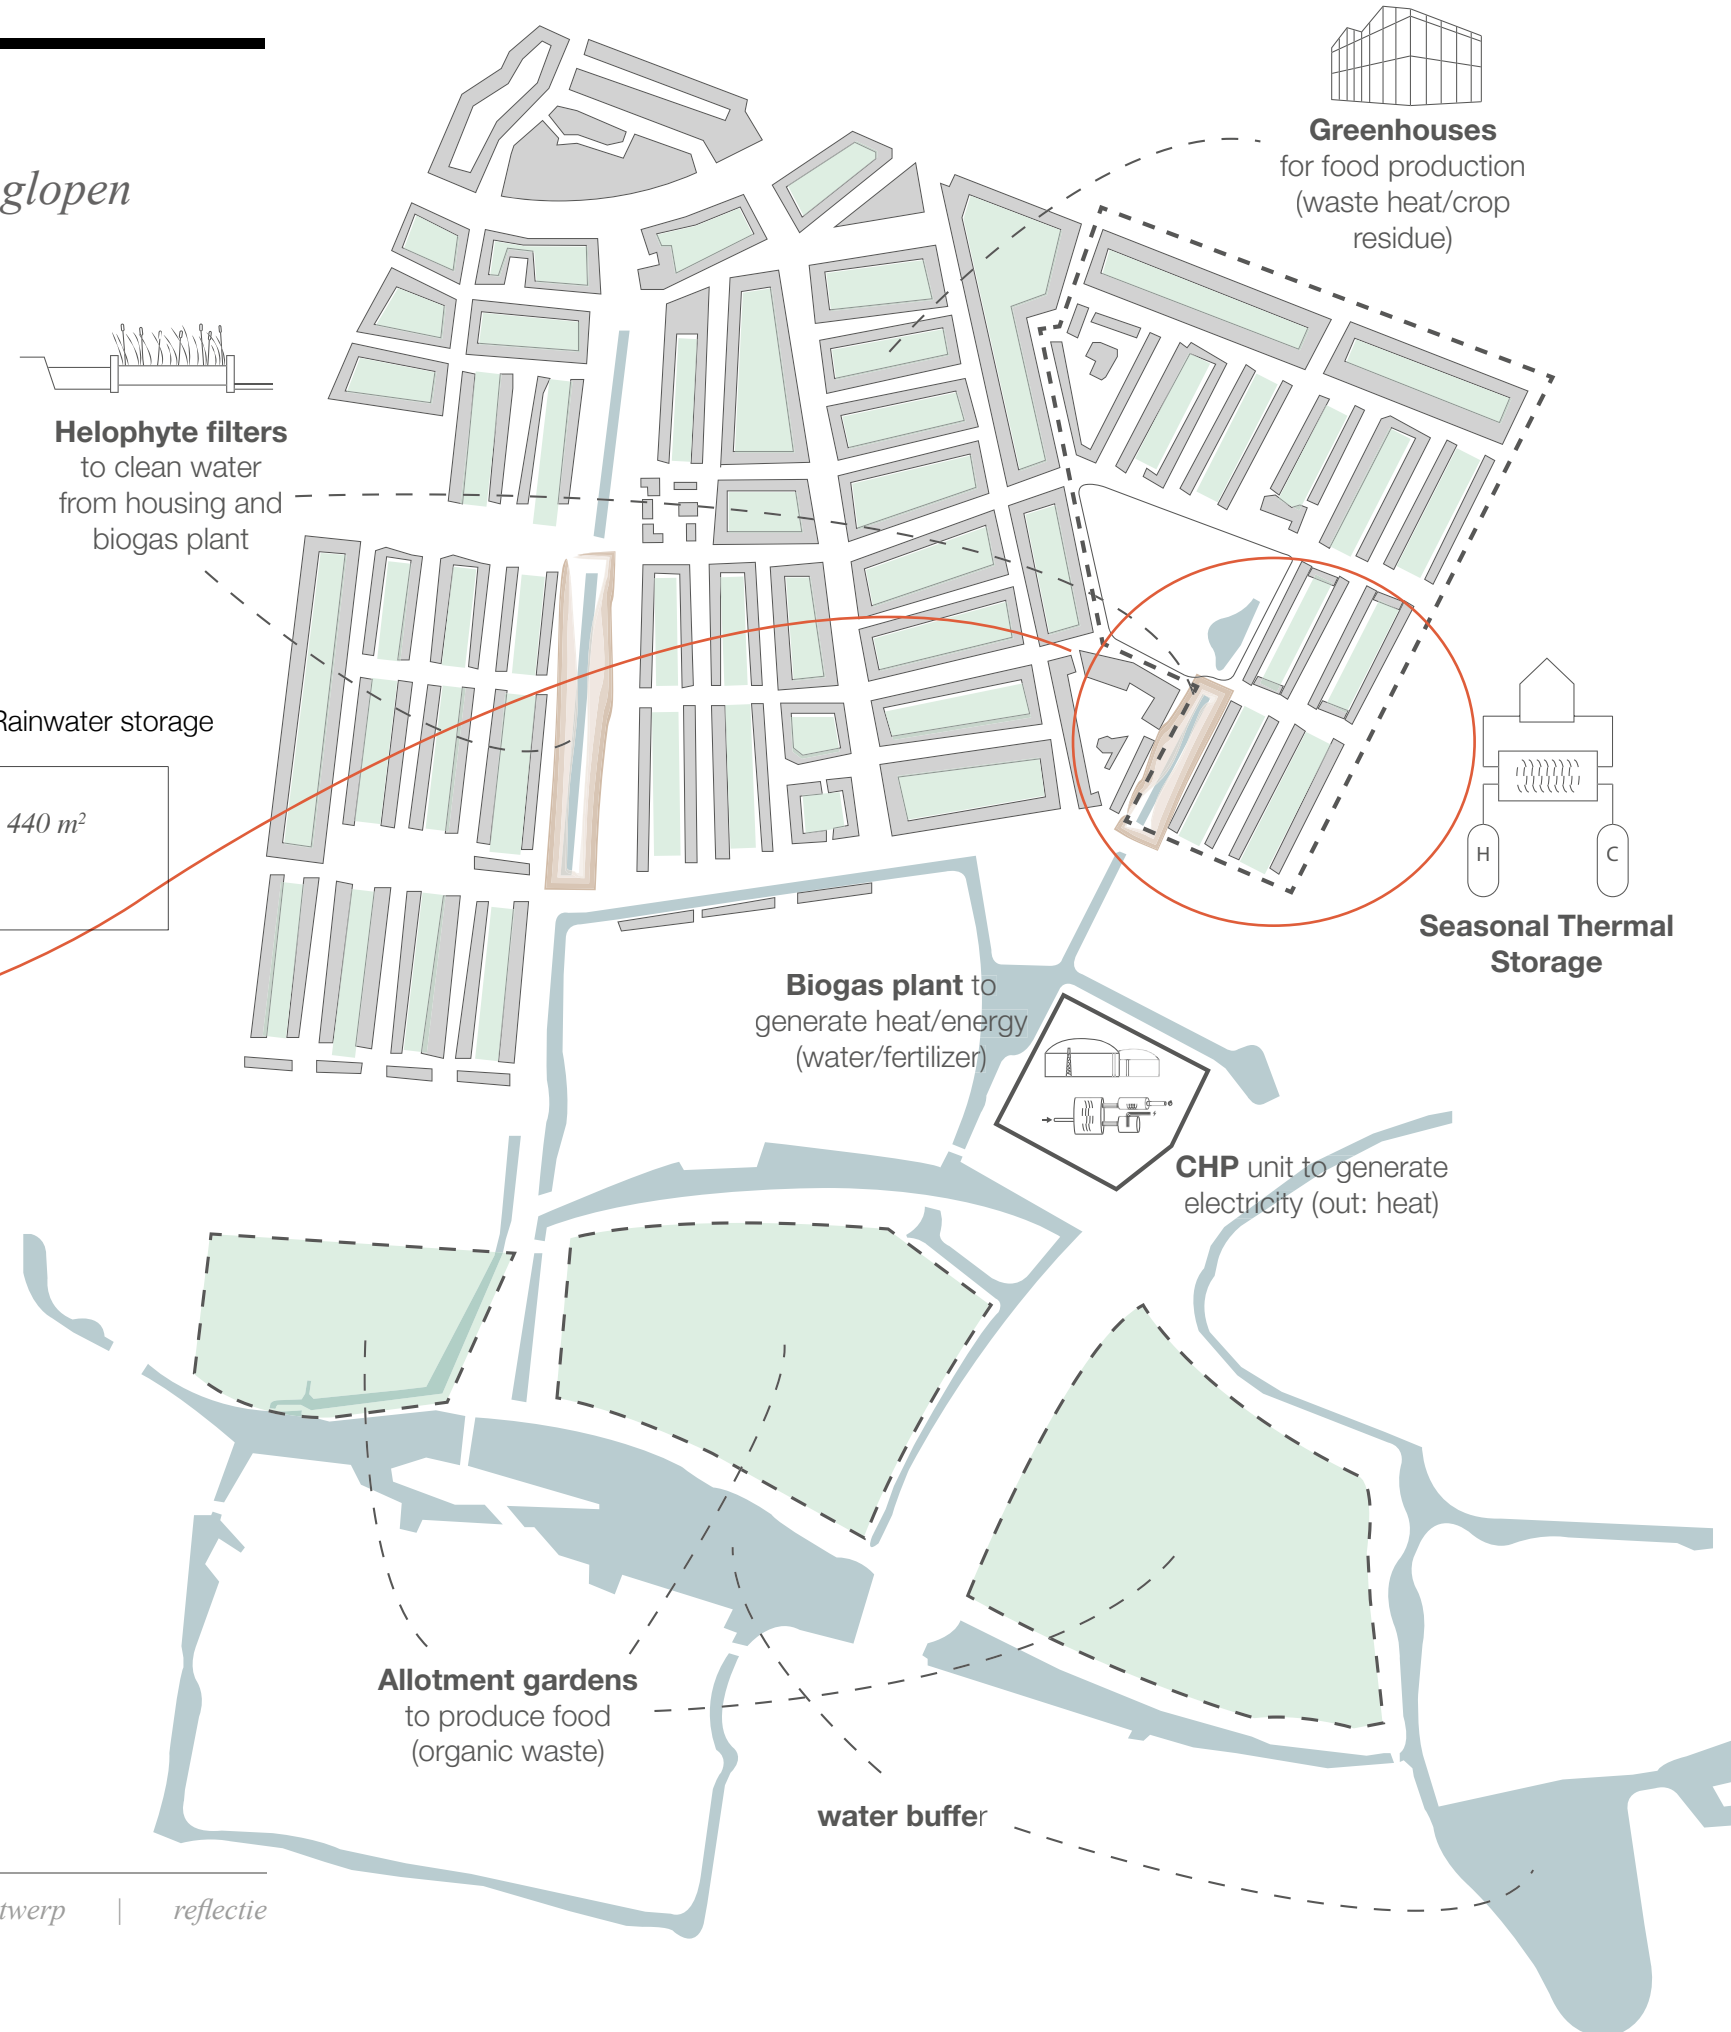 glopen
Greenhouses
for food production
(waste heat/crop
residue)
Helophyte filters
to clean water
from housing and
biogas plant
Rainwater storage
440 m²
H
C
Seasonal Thermal
Storage
Biogas plant to
generate heat/energy
(water/fertilizer)
CHP unit to generate
electricity (out: heat)
Allotment gardens
to produce food
(organic waste)
water buffer
twerp | reflectie